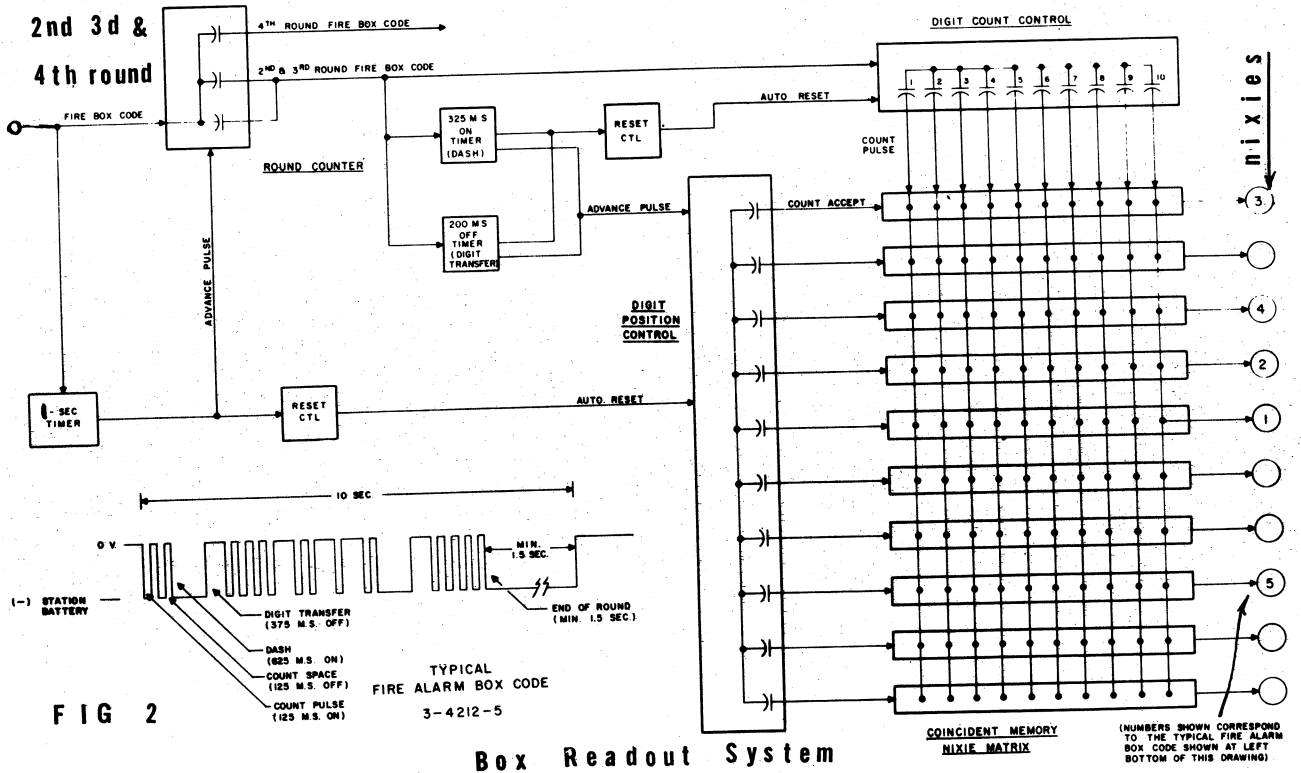 2nd 3d &
4th round
4TH ROUND FIRE BOX CODE
2ND & 3RD ROUND FIRE BOX CODE
FIRE BOX CODE
ROUND COUNTER
325 M S
ON
TIMER
(DASH)
200 MS
OFF
TIMER
(DIGIT
TRANSFER)
RESET
CTL
AUTO RESET
ADVANCE PULSE
ADVANCE PULSE
DIGIT COUNT CONTROL
1 2 3 4 5 6 7 8 9 10
COUNT
PULSE
nixies
COUNT ACCEPT
3
4
2
1
5
DIGIT
POSITION
CONTROL
-SEC
TIMER
RESET
CTL
AUTO. RESET
10 SEC
0 V.
MIN.
1.5 SEC.
(-) STATION
BATTERY
DIGIT TRANSFER
(375 M.S. OFF)
END OF ROUND
(MIN. 1.5 SEC.)
DASH
(625 M.S. ON)
COUNT SPACE
(125 M.S. OFF)
COUNT PULSE
(125 M.S. ON)
TYPICAL
FIRE ALARM BOX CODE
3-4212-5
FIG 2
Box Readout System
COINCIDENT MEMORY
NIXIE MATRIX
(NUMBERS SHOWN CORRESPOND
TO THE TYPICAL FIRE ALARM
BOX CODE SHOWN AT LEFT
BOTTOM OF THIS DRAWING)